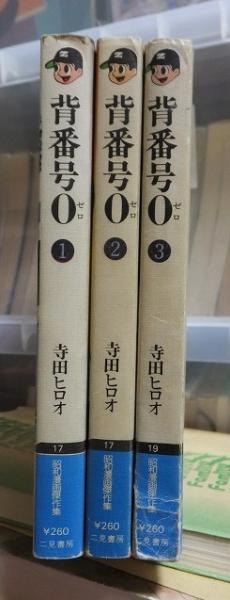 背番号0
ゼロ
1
寺田ヒロオ
17
昭和漫画傑作集
¥260
二見書房
背番号0
ゼロ
2
寺田ヒロオ
17
昭和漫画傑作集
¥260
二見書房
背番号0
ゼロ
3
寺田ヒロオ
19
昭和漫画傑作集
¥260
二見書房